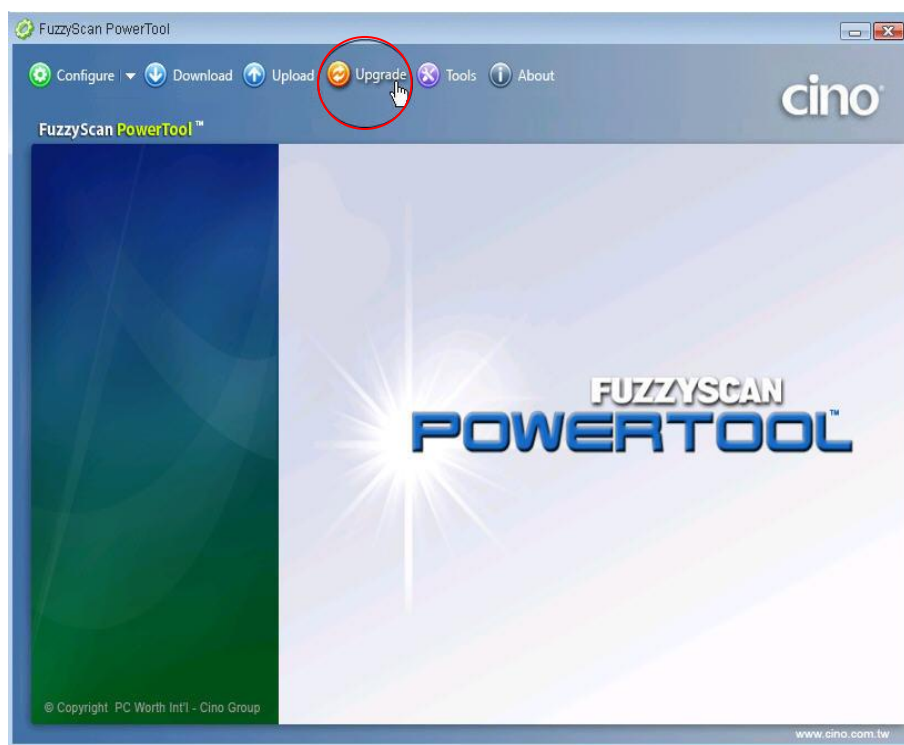 FuzzyScan PowerTool
Configure Download Upload Upgrade Tools About
cino
FuzzyScan PowerTool™
FUZZYSCAN
POWERTOOL™
© Copyright PC Worth Int'l - Cino Group
www.cino.com.tw